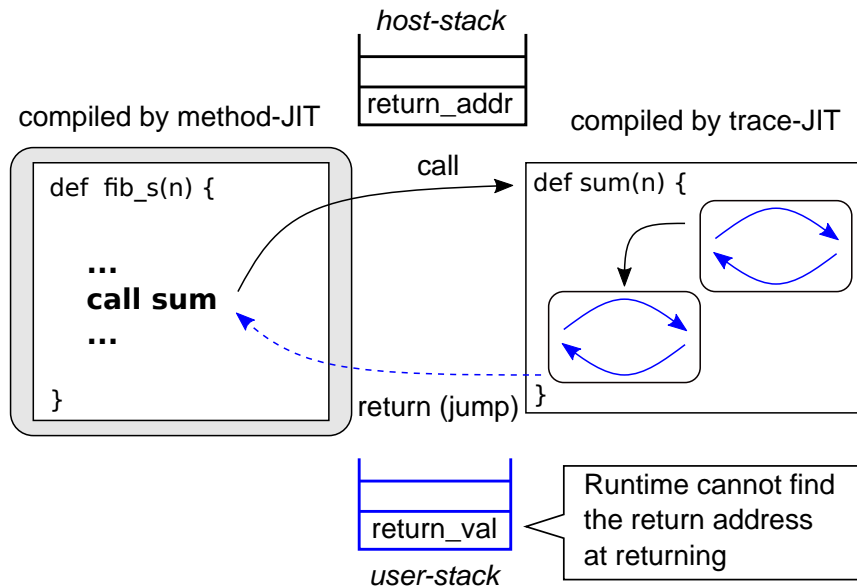 host-stack
return_addr
compiled by method-JIT
compiled by trace-JIT
def fib_s(n) {
...
call sum
...
}
call
def sum(n) {
}
return (jump)
return_val
user-stack
Runtime cannot find
the return address
at returning